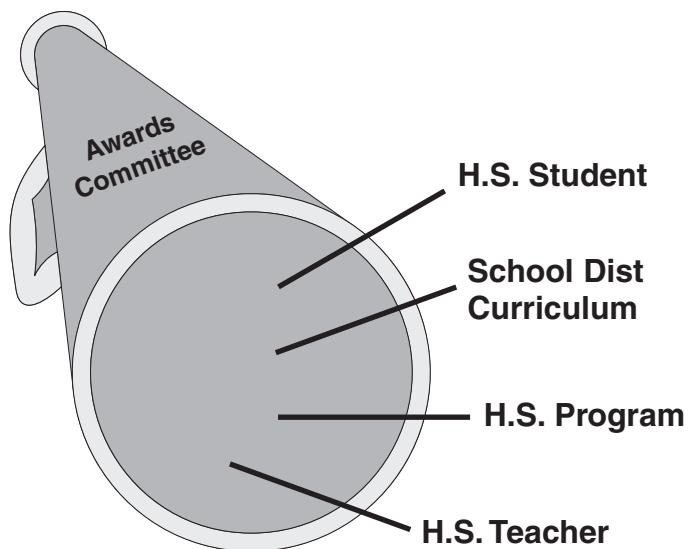 Awards
Committee
H.S. Student
School Dist
Curriculum
H.S. Program
H.S. Teacher